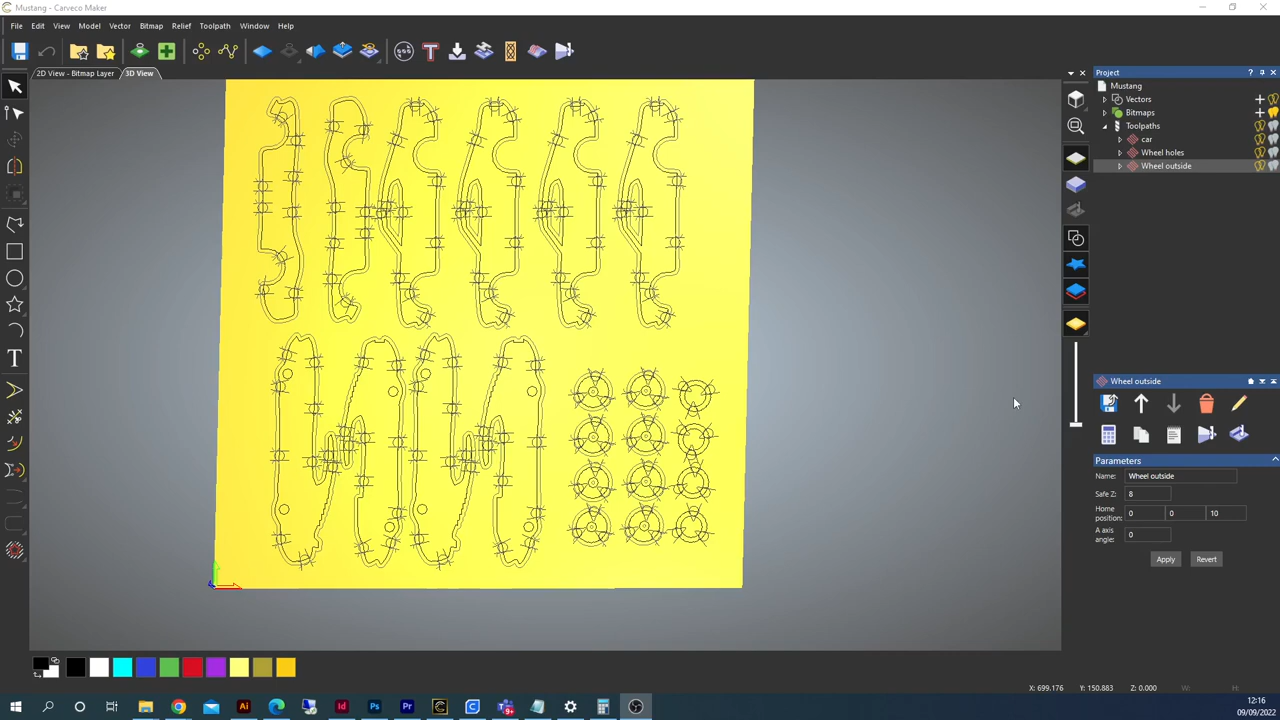 Mustang - Carveco Maker
File Edit View Model Vector Bitmap Relief Toolpath Window Help
2D View - Bitmap Layer 3D View
Project
Mustang
Vectors
Bitmaps
Toolpaths
car
Wheel holes
Wheel outside
Wheel outside
Parameters
Name: Wheel outside
Safe Z: 8
Home position: 0 0 10
A axis angle: 0
Apply Revert
X: 699.176 Y: 150.883 Z: 0.000 W: H:
12:16
09/09/2022